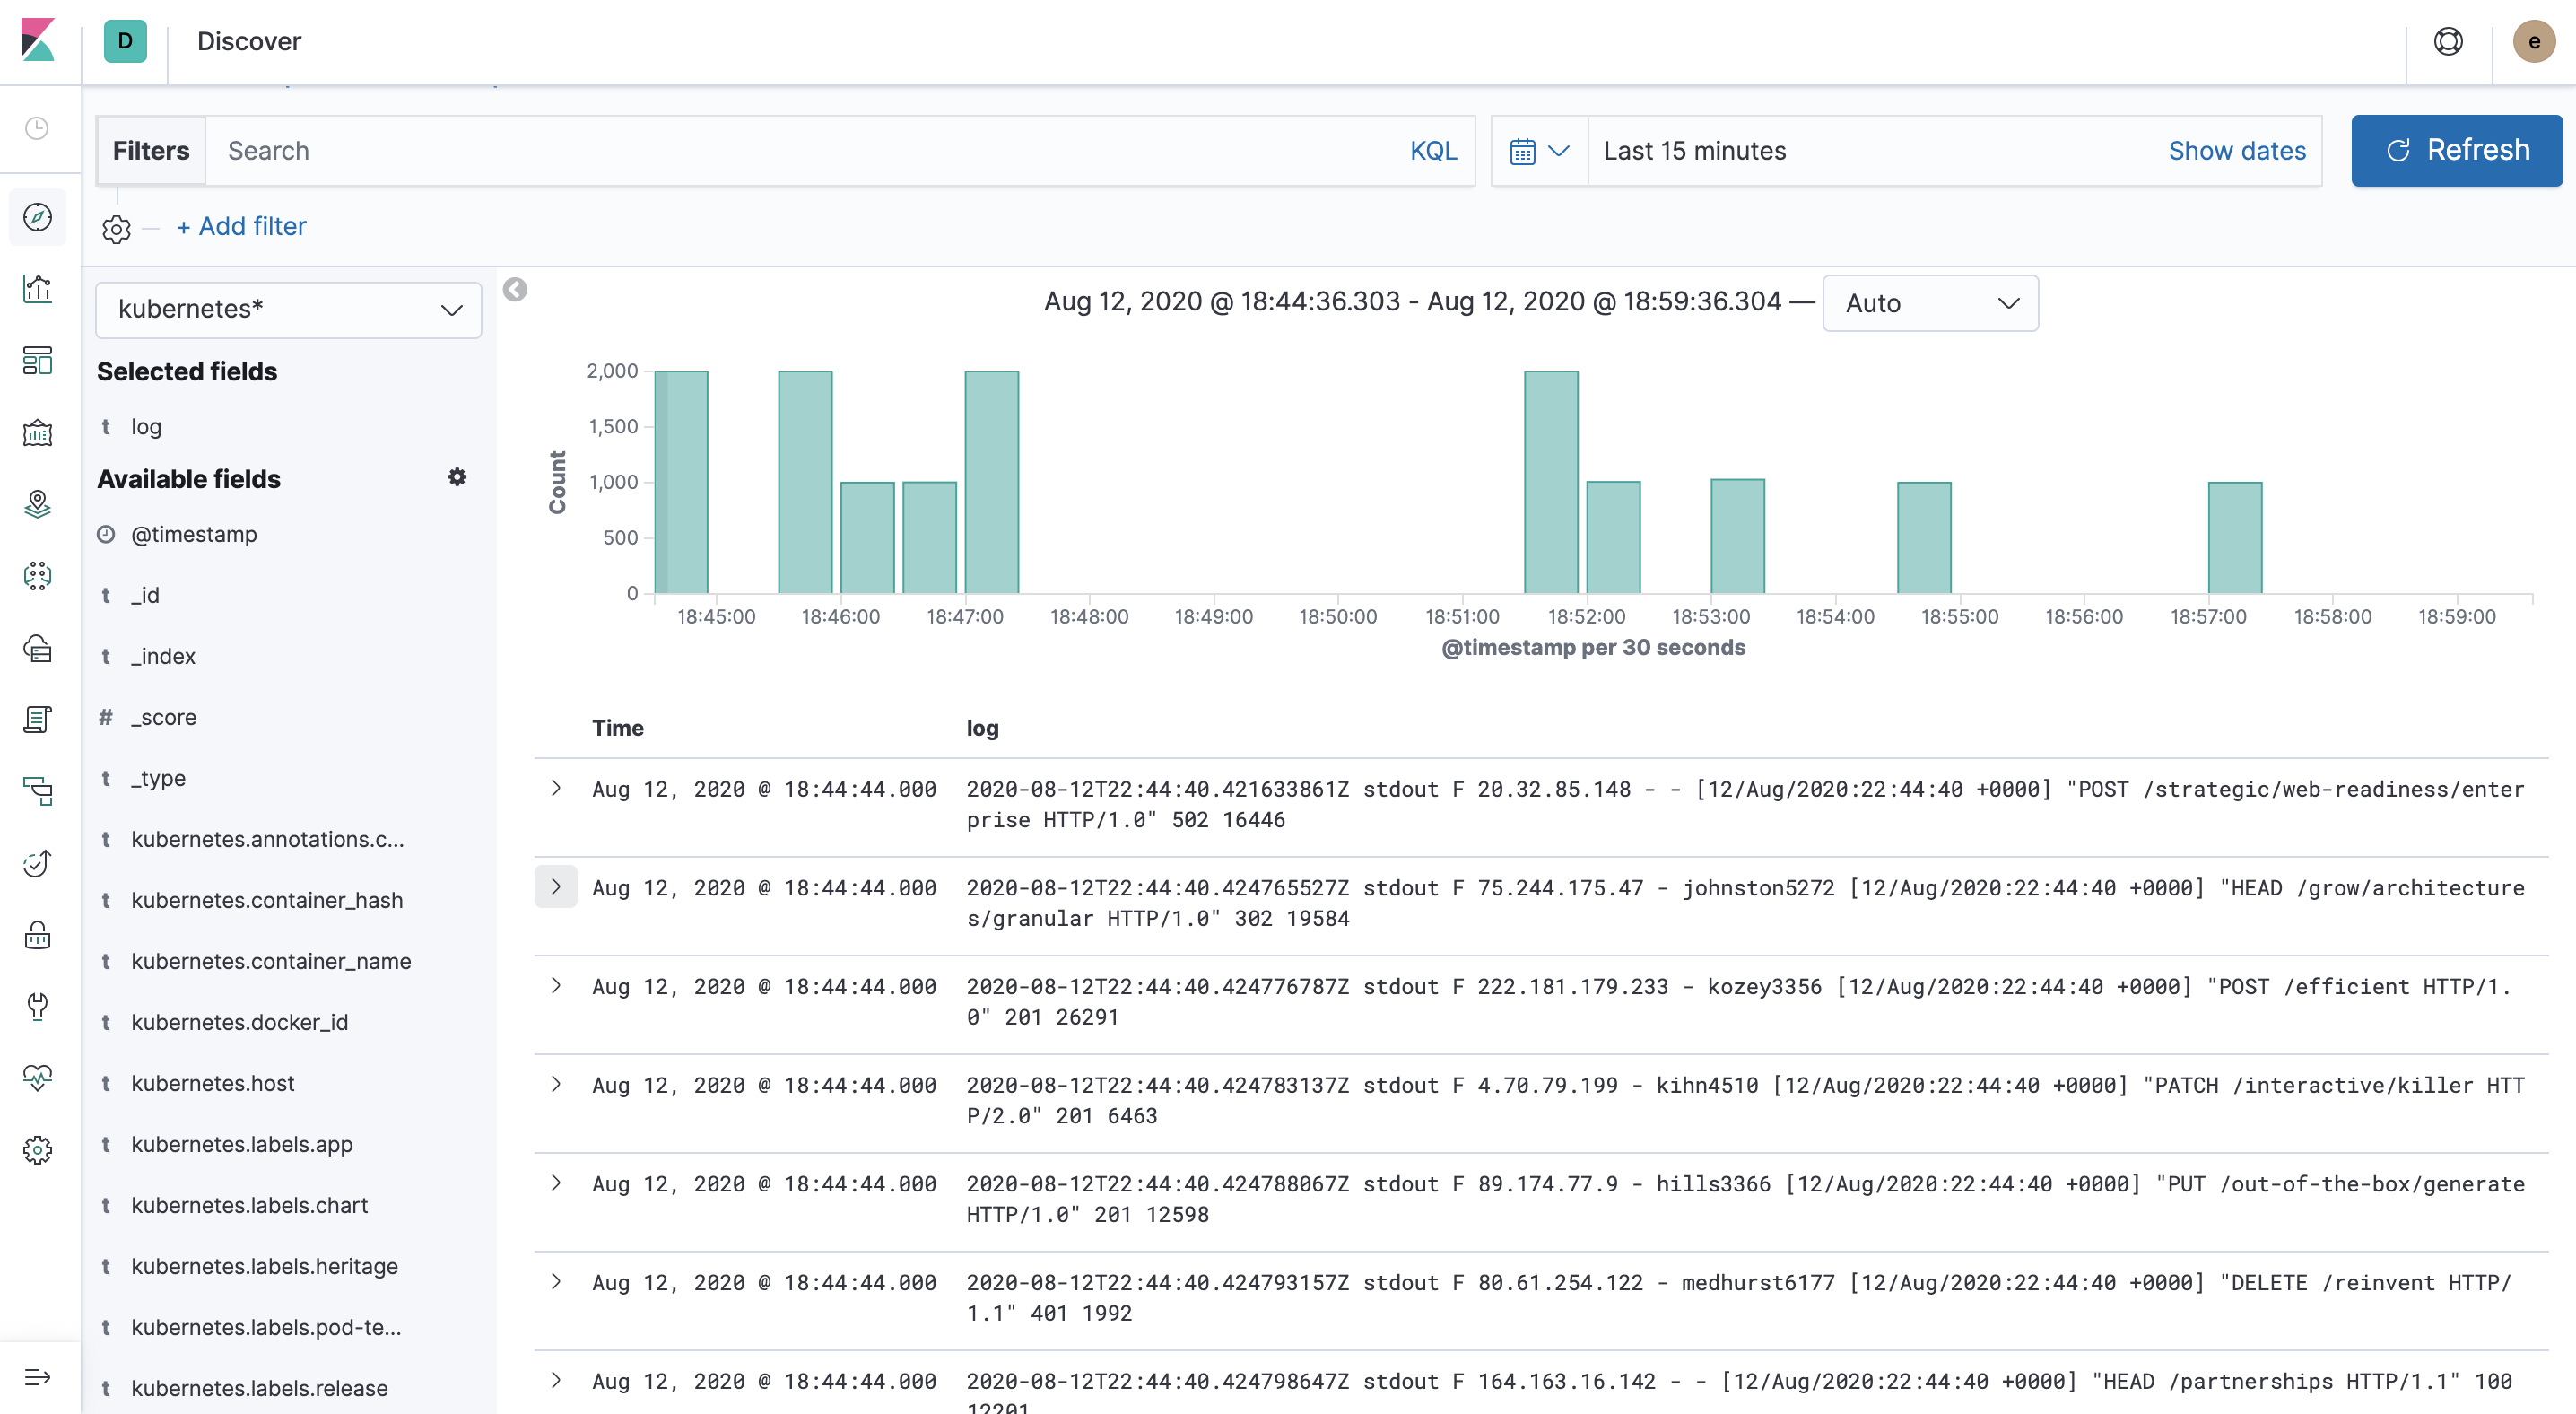 D
Discover
e
Filters
Search
KQL
Last 15 minutes
Show dates
Refresh
+ Add filter
kubernetes*
Selected fields
t log
Available fields
@timestamp
t _id
t _index
# _score
t _type
t kubernetes.annotations.c...
t kubernetes.container_hash
t kubernetes.container_name
t kubernetes.docker_id
t kubernetes.host
t kubernetes.labels.app
t kubernetes.labels.chart
t kubernetes.labels.heritage
t kubernetes.labels.pod-te...
t kubernetes.labels.release
Aug 12, 2020 @ 18:44:36.303 - Aug 12, 2020 @ 18:59:36.304 — Auto
Count
2,000
1,500
1,000
500
0
18:45:00 18:46:00 18:47:00 18:48:00 18:49:00 18:50:00 18:51:00 18:52:00 18:53:00 18:54:00 18:55:00 18:56:00 18:57:00 18:58:00 18:59:00
@timestamp per 30 seconds
Time log
Aug 12, 2020 @ 18:44:44.000 2020-08-12T22:44:40.421633861Z stdout F 20.32.85.148 - - [12/Aug/2020:22:44:40 +0000] "POST /strategic/web-readiness/enter
prise HTTP/1.0" 502 16446
Aug 12, 2020 @ 18:44:44.000 2020-08-12T22:44:40.424765527Z stdout F 75.244.175.47 - johnston5272 [12/Aug/2020:22:44:40 +0000] "HEAD /grow/architecture
s/granular HTTP/1.0" 302 19584
Aug 12, 2020 @ 18:44:44.000 2020-08-12T22:44:40.424776787Z stdout F 222.181.179.233 - kozey3356 [12/Aug/2020:22:44:40 +0000] "POST /efficient HTTP/1.
0" 201 26291
Aug 12, 2020 @ 18:44:44.000 2020-08-12T22:44:40.424783137Z stdout F 4.70.79.199 - kihn4510 [12/Aug/2020:22:44:40 +0000] "PATCH /interactive/killer HTT
P/2.0" 201 6463
Aug 12, 2020 @ 18:44:44.000 2020-08-12T22:44:40.424788067Z stdout F 89.174.77.9 - hills3366 [12/Aug/2020:22:44:40 +0000] "PUT /out-of-the-box/generate
HTTP/1.0" 201 12598
Aug 12, 2020 @ 18:44:44.000 2020-08-12T22:44:40.424793157Z stdout F 80.61.254.122 - medhurst6177 [12/Aug/2020:22:44:40 +0000] "DELETE /reinvent HTTP/
1.1" 401 1992
Aug 12, 2020 @ 18:44:44.000 2020-08-12T22:44:40.424798647Z stdout F 164.163.16.142 - - [12/Aug/2020:22:44:40 +0000] "HEAD /partnerships HTTP/1.1" 100
12201